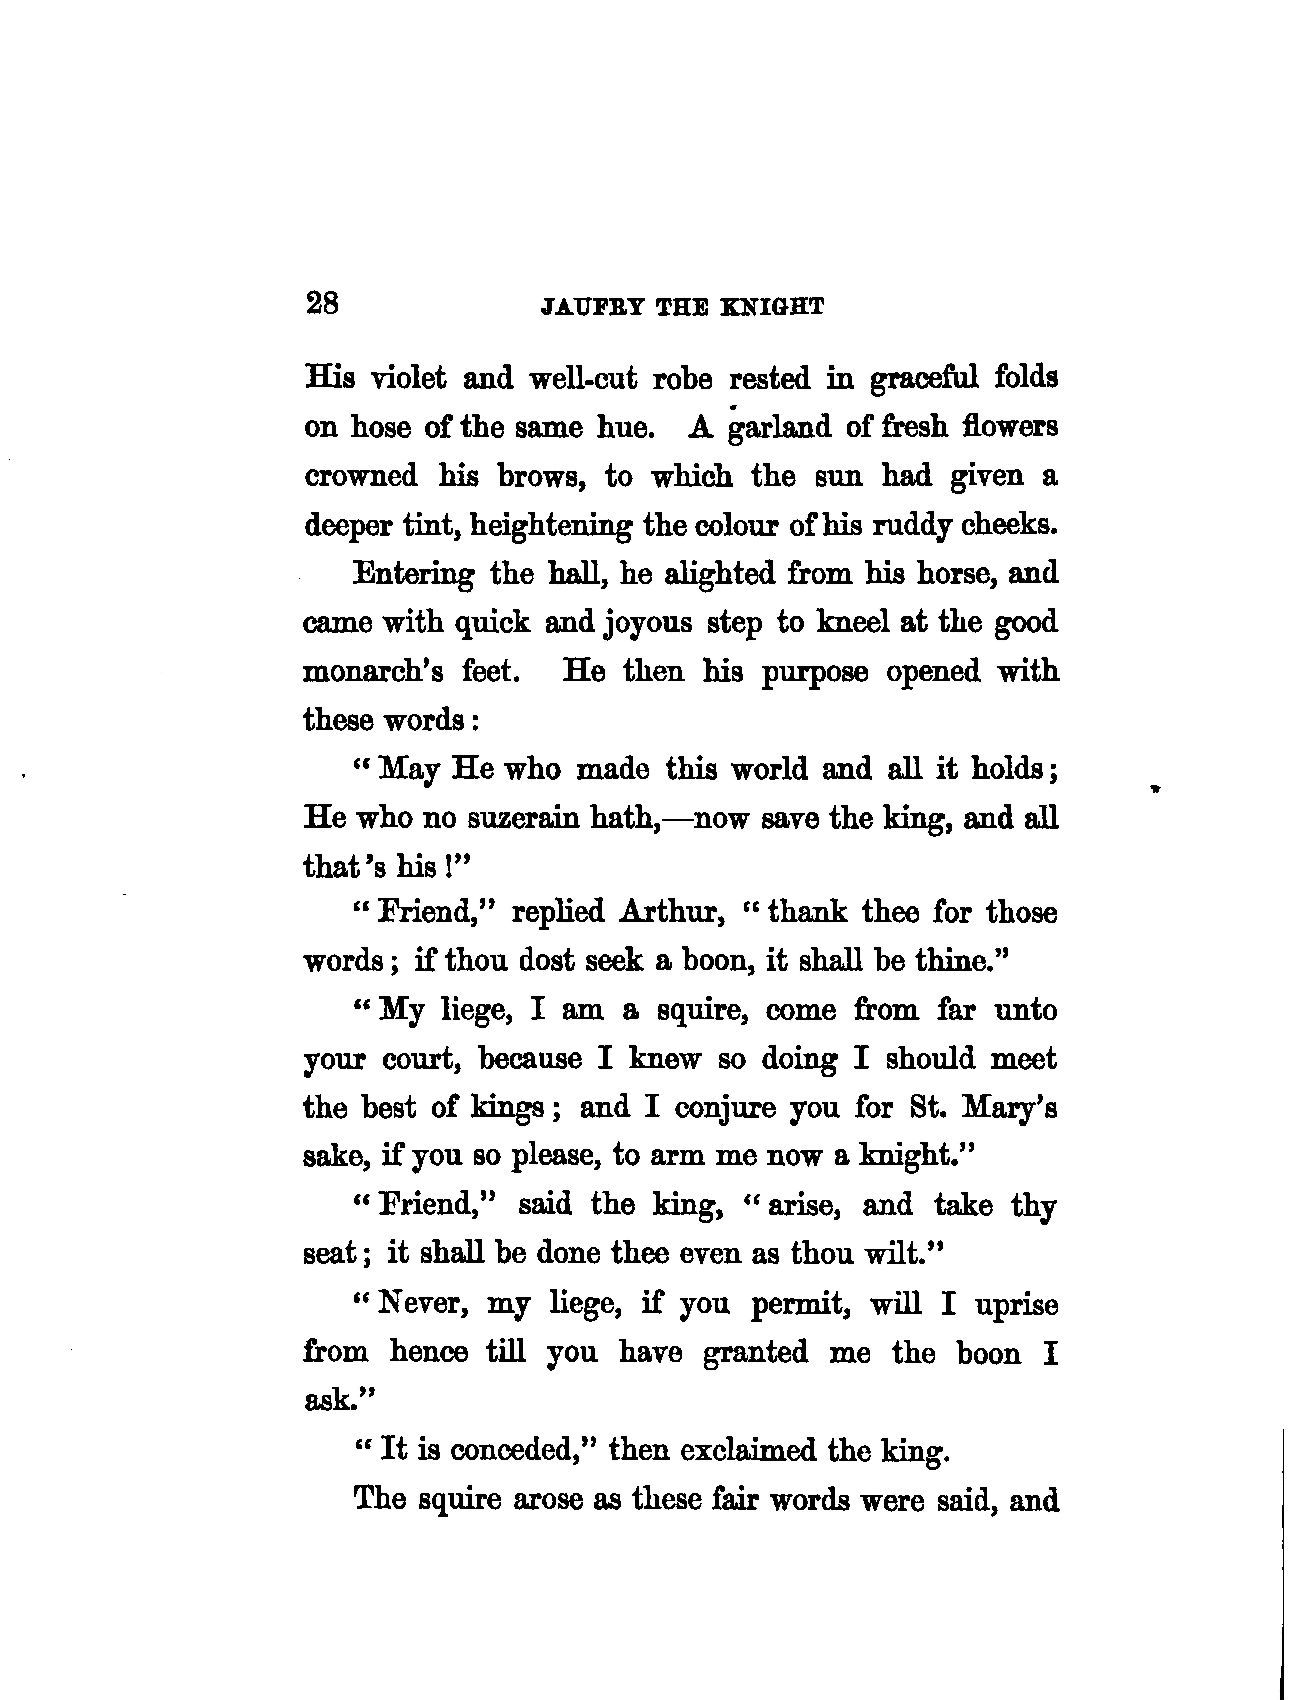 28 JAUFRY THE KNIGHT
His violet and well-cut robe rested in graceful folds
on hose of the same hue. A garland of fresh flowers
crowned his brows, to which the sun had given a
deeper tint, heightening the colour of his ruddy cheeks.
Entering the hall, he alighted from his horse, and
came with quick and joyous step to kneel at the good
monarch's feet. He then his purpose opened with
these words:
"May He who made this world and all it holds;
He who no suzerain hath,—now save the king, and all
that's his!"
"Friend," replied Arthur, "thank thee for those
words; if thou dost seek a boon, it shall be thine."
"My liege, I am a squire, come from far unto
your court, because I knew so doing I should meet
the best of kings; and I conjure you for St. Mary's
sake, if you so please, to arm me now a knight."
"Friend," said the king, "arise, and take thy
seat; it shall be done thee even as thou wilt."
"Never, my liege, if you permit, will I uprise
from hence till you have granted me the boon I
ask."
"It is conceded," then exclaimed the king.
The squire arose as these fair words were said, and